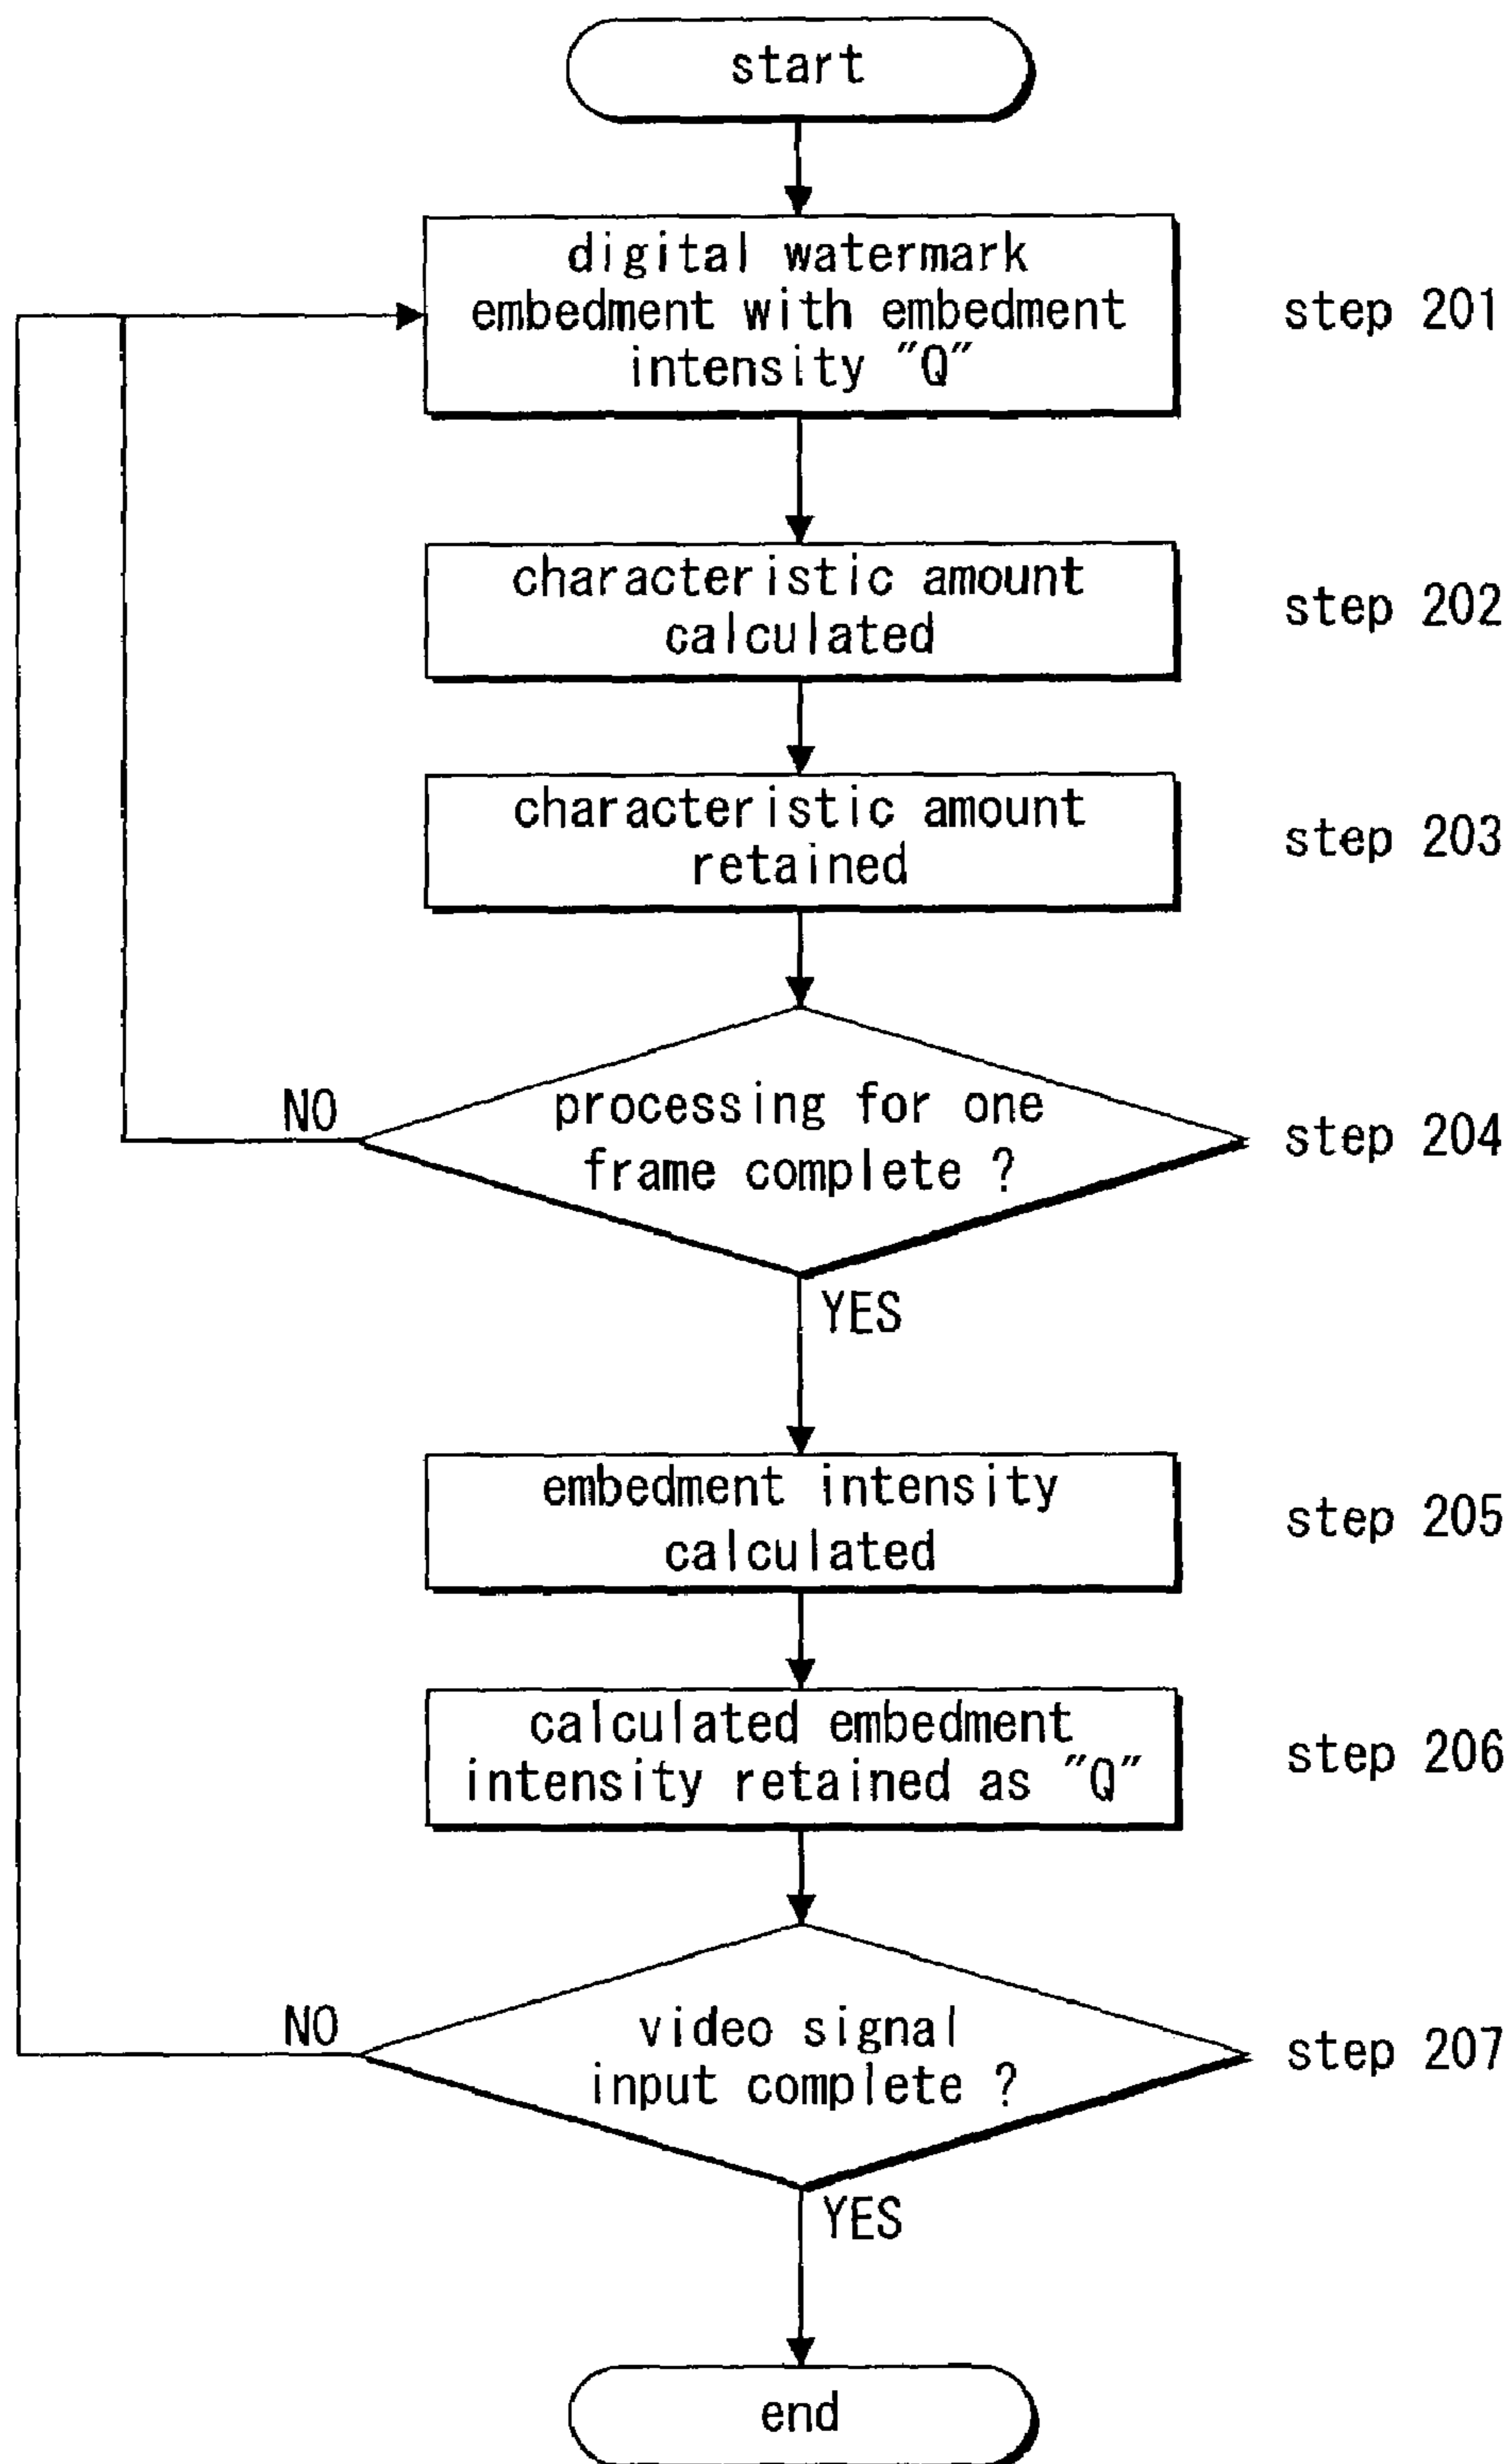 start
digital watermark
embedment with embedment
intensity "Q"
step 201
characteristic amount
calculated
step 202
characteristic amount
retained
step 203
NO
processing for one
frame complete ?
step 204
YES
embedment intensity
calculated
step 205
calculated embedment
intensity retained as "Q"
step 206
NO
video signal
input complete ?
step 207
YES
end